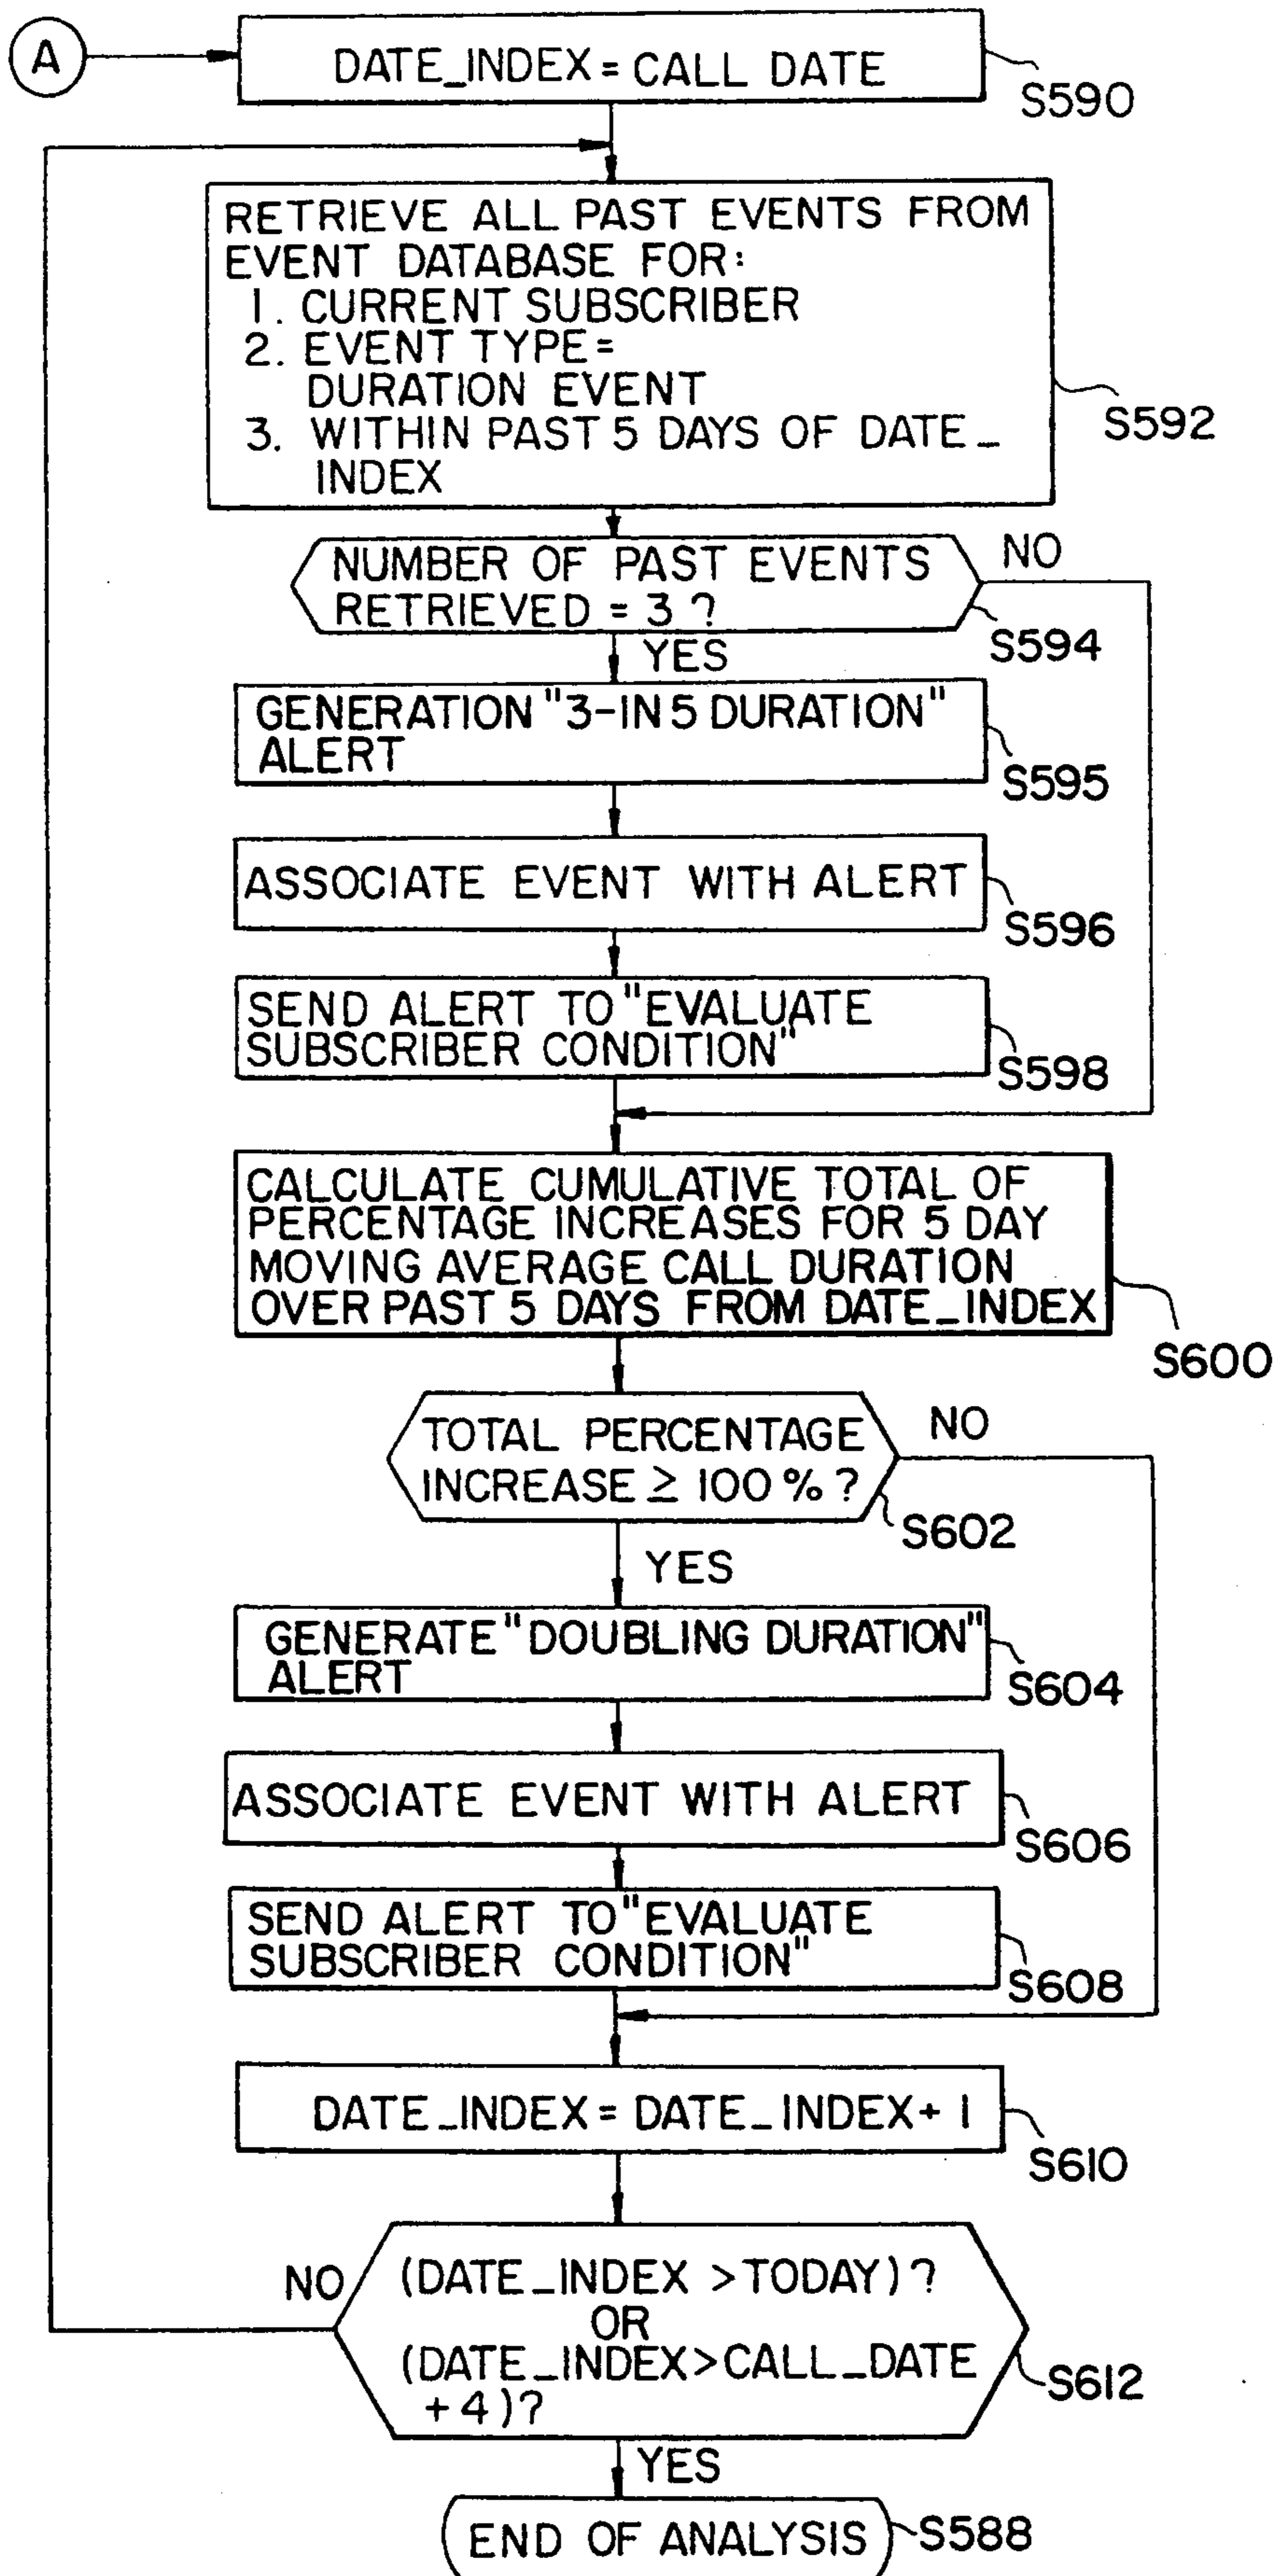 A
DATE_INDEX = CALL DATE
S590
RETRIEVE ALL PAST EVENTS FROM
EVENT DATABASE FOR:
1. CURRENT SUBSCRIBER
2. EVENT TYPE=
DURATION EVENT
3. WITHIN PAST 5 DAYS OF DATE_
INDEX
S592
NUMBER OF PAST EVENTS
RETRIEVED = 3 ?
NO
S594
YES
GENERATION "3-IN 5 DURATION"
ALERT
S595
ASSOCIATE EVENT WITH ALERT
S596
SEND ALERT TO "EVALUATE
SUBSCRIBER CONDITION"
S598
CALCULATE CUMULATIVE TOTAL OF
PERCENTAGE INCREASES FOR 5 DAY
MOVING AVERAGE CALL DURATION
OVER PAST 5 DAYS FROM DATE_INDEX
S600
TOTAL PERCENTAGE
INCREASE ≥ 100 % ?
NO
S602
YES
GENERATE "DOUBLING DURATION"
ALERT
S604
ASSOCIATE EVENT WITH ALERT
S606
SEND ALERT TO "EVALUATE
SUBSCRIBER CONDITION"
S608
DATE_INDEX = DATE_INDEX + 1
S610
NO
(DATE_INDEX > TODAY) ?
OR
(DATE_INDEX > CALL_DATE
+ 4 ) ?
S612
YES
END OF ANALYSIS
S588